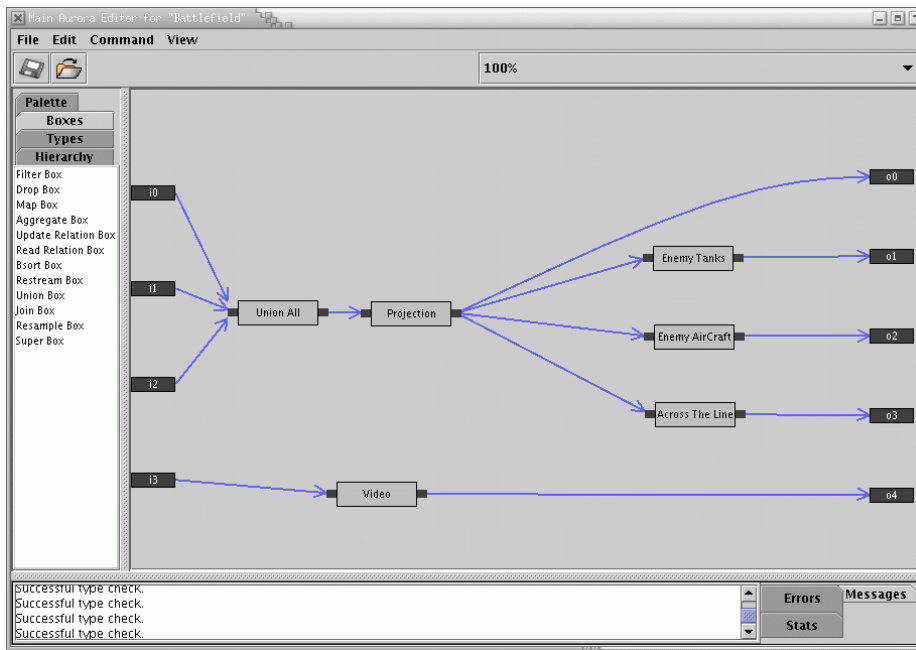 Main Aurora Editor for "Battlefield"
File Edit Command View
100%
Palette
Boxes
Types
Hierarchy
Filter Box
Drop Box
Map Box
Aggregate Box
Update Relation Box
Read Relation Box
Bsort Box
Restream Box
Union Box
Join Box
Resample Box
Super Box
i0
i1
i2
i3
Union All
Projection
Video
Enemy Tanks
Enemy AirCraft
Across The Line
o0
o1
o2
o3
o4
Successful type check.
Successful type check.
Successful type check.
Successful type check.
Errors
Messages
Stats